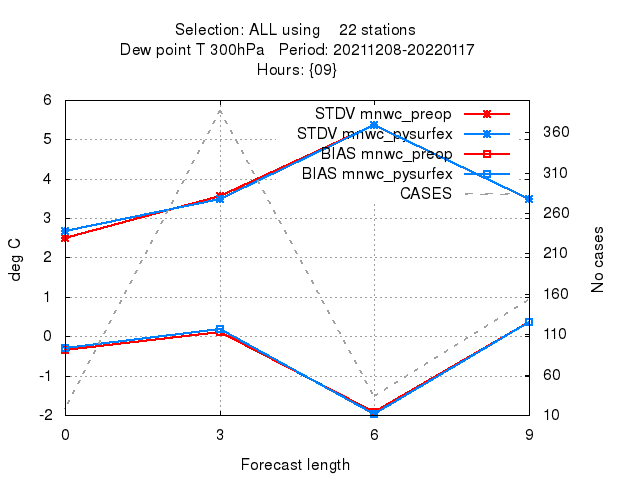 Selection: ALL using    22 stations
Dew point T 300hPa   Period: 20211208-20220117
Hours: {09}
STDV mnwc_preop
STDV mnwc_pysurfex
BIAS mnwc_preop
BIAS mnwc_pysurfex
CASES
6
5
4
3
2
1
0
-1
-2
deg C
360
310
260
210
160
110
60
10
No cases
0 3 6 9
Forecast length